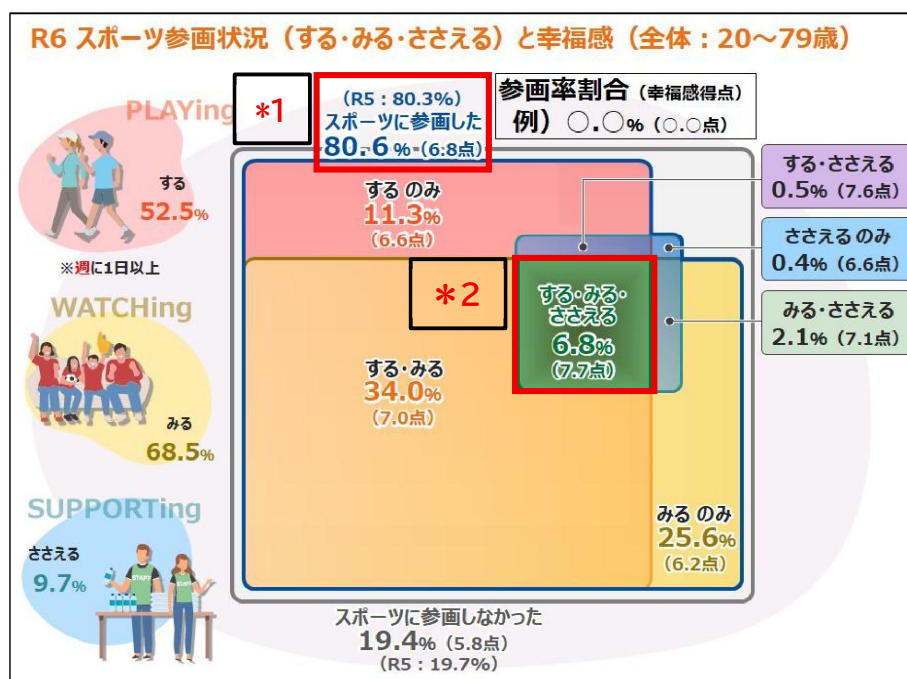 R6 スポーツ参画状況（する･みる･ささえる）と幸福感（全体：20～79歳）
PLAYing
＊1
（R5：80.3%）
スポーツに参画した
80.6%（6.8点）
参画率割合（幸福感得点）
例）○.○%（○.○点）
する
52.5%
※週に1日以上
する のみ
11.3%
（6.6点）
する･ささえる
0.5%（7.6点）
ささえる のみ
0.4%（6.6点）
みる･ささえる
2.1%（7.1点）
WATCHing
みる
68.5%
＊2
する･みる･
ささえる
6.8%
（7.7点）
する･みる
34.0%
（7.0点）
みる のみ
25.6%
（6.2点）
SUPPORTing
ささえる
9.7%
STAFF
STAFF
スポーツに参画しなかった
19.4%（5.8点）
（R5：19.7%）